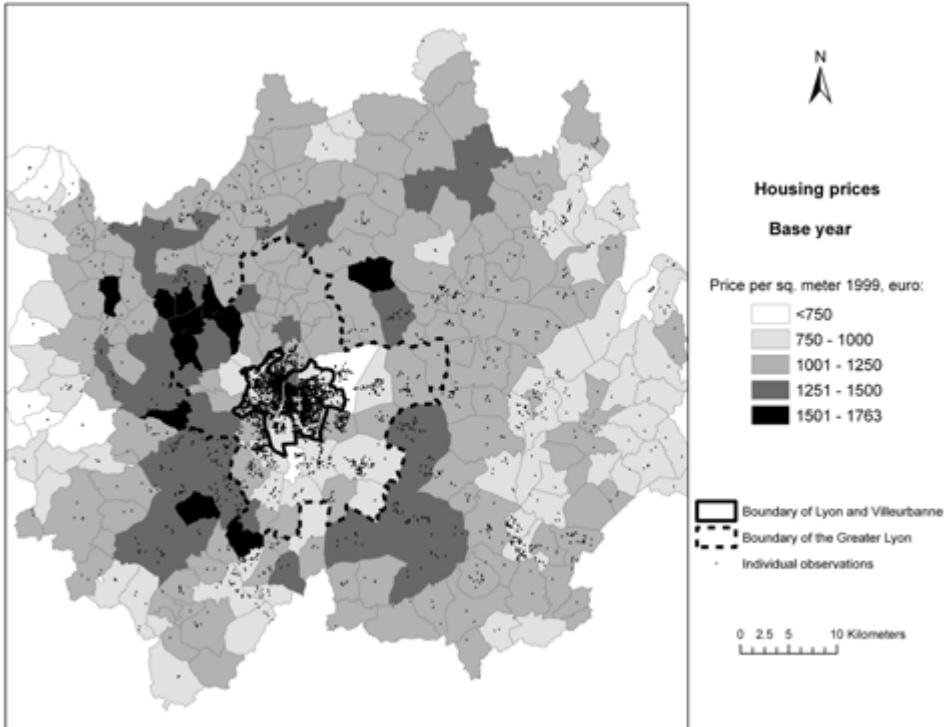 N
Housing prices
Base year
Price per sq. meter 1999, euro:
<750
750 - 1000
1001 - 1250
1251 - 1500
1501 - 1763
Boundary of Lyon and Villeurbanne
Boundary of the Greater Lyon
Individual observations
0 2.5 5 10 Kilometers